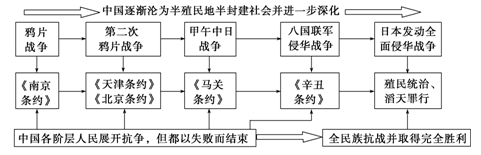 中国逐渐沦为半殖民地半封建社会并进一步深化
鸦片
战争
第二次
鸦片战争
甲午中日
战争
八国联军
侵华战争
日本发动全
面侵华战争
《南京
条约》
《天津条约》
《北京条约》
《马关
条约》
《辛丑
条约》
殖民统治、
滔天罪行
中国各阶层人民展开抗争，但都以失败而结束
全民族抗战并取得完全胜利